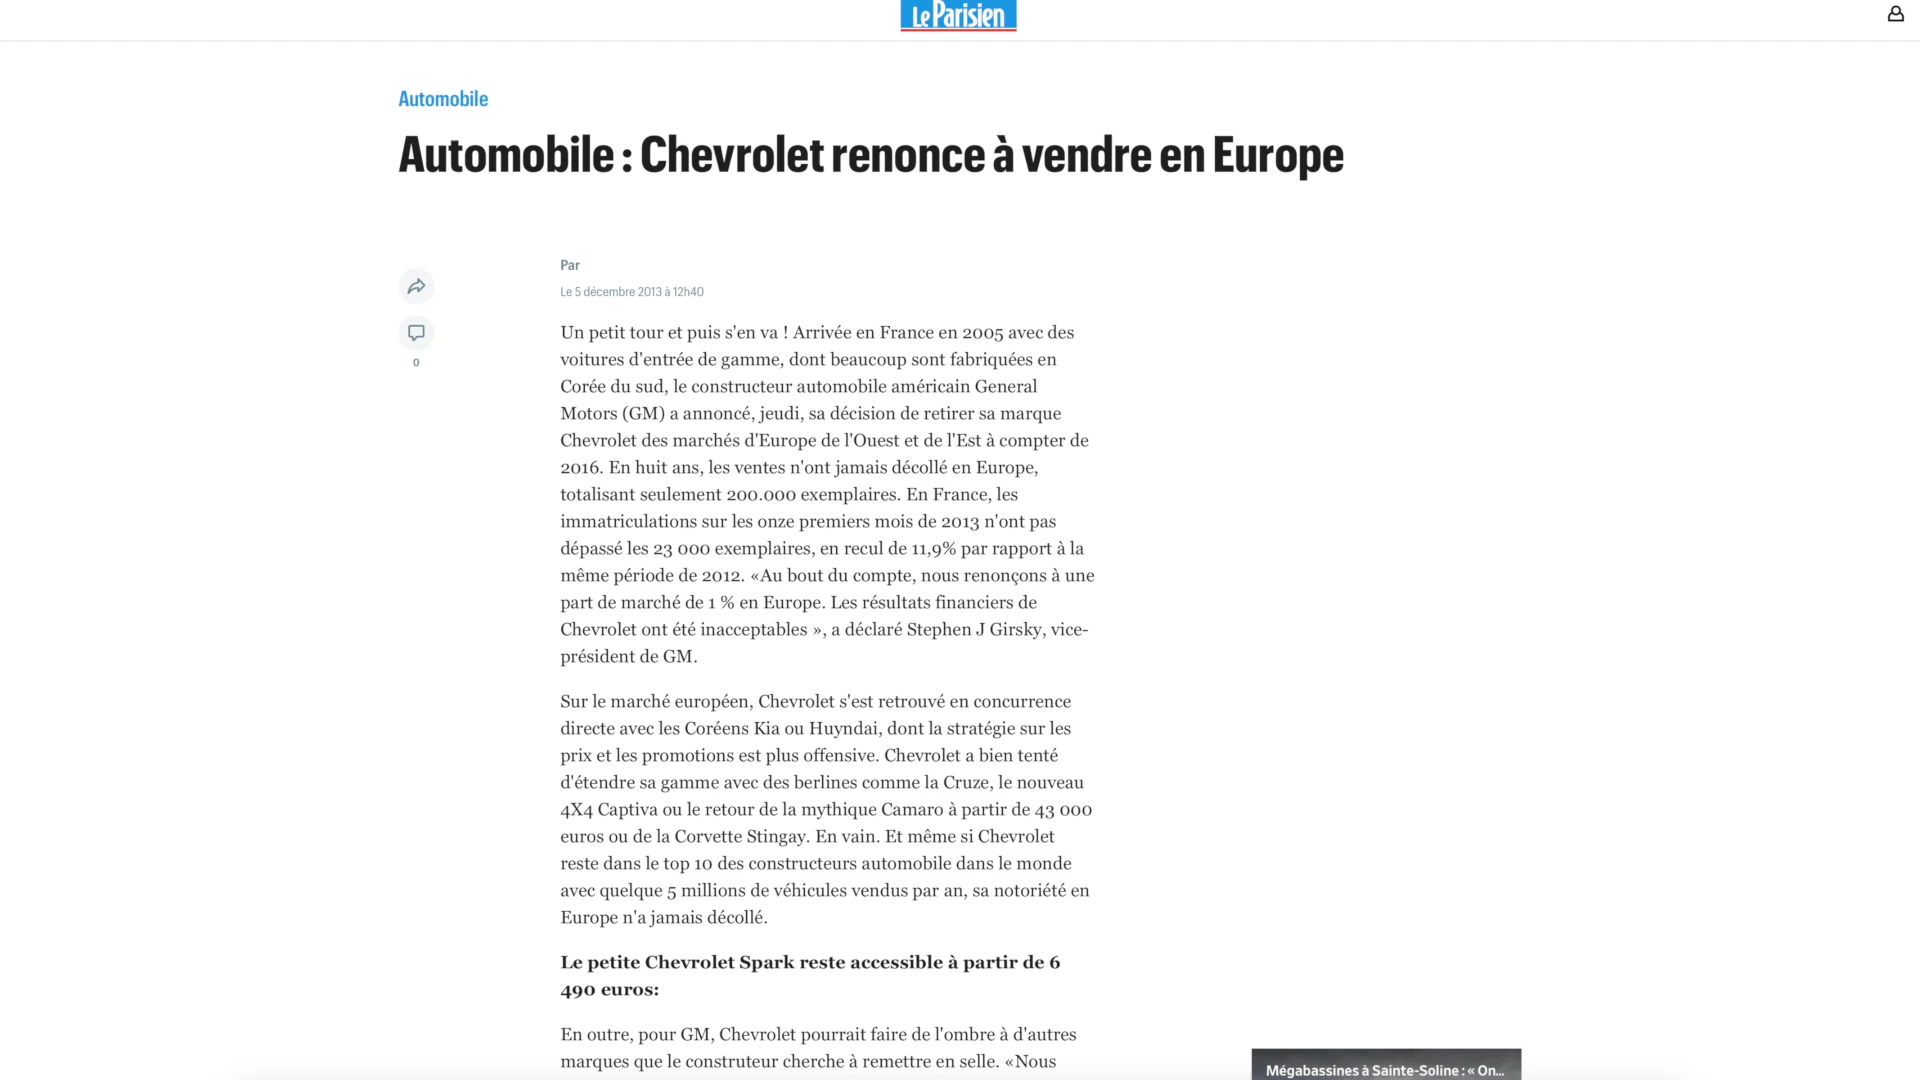 Le Parisien
Automobile
Automobile : Chevrolet renonce à vendre en Europe
Par
Le 5 décembre 2013 à 12h40
0
Un petit tour et puis s'en va ! Arrivée en France en 2005 avec des
voitures d'entrée de gamme, dont beaucoup sont fabriquées en
Corée du sud, le constructeur automobile américain General
Motors (GM) a annoncé, jeudi, sa décision de retirer sa marque
Chevrolet des marchés d'Europe de l'Ouest et de l'Est à compter de
2016. En huit ans, les ventes n'ont jamais décollé en Europe,
totalisant seulement 200.000 exemplaires. En France, les
immatriculations sur les onze premiers mois de 2013 n'ont pas
dépassé les 23 000 exemplaires, en recul de 11,9% par rapport à la
même période de 2012. «Au bout du compte, nous renonçons à une
part de marché de 1 % en Europe. Les résultats financiers de
Chevrolet ont été inacceptables », a déclaré Stephen J Girsky, vice-
président de GM.
Sur le marché européen, Chevrolet s'est retrouvé en concurrence
directe avec les Coréens Kia ou Huyndai, dont la stratégie sur les
prix et les promotions est plus offensive. Chevrolet a bien tenté
d'étendre sa gamme avec des berlines comme la Cruze, le nouveau
4X4 Captiva ou le retour de la mythique Camaro à partir de 43 000
euros ou de la Corvette Stingay. En vain. Et même si Chevrolet
reste dans le top 10 des constructeurs automobile dans le monde
avec quelque 5 millions de véhicules vendus par an, sa notoriété en
Europe n'a jamais décollé.
Le petite Chevrolet Spark reste accessible à partir de 6
490 euros:
En outre, pour GM, Chevrolet pourrait faire de l'ombre à d'autres
marques que le construteur cherche à remettre en selle. «Nous
Mégabassines à Sainte-Soline : « On...